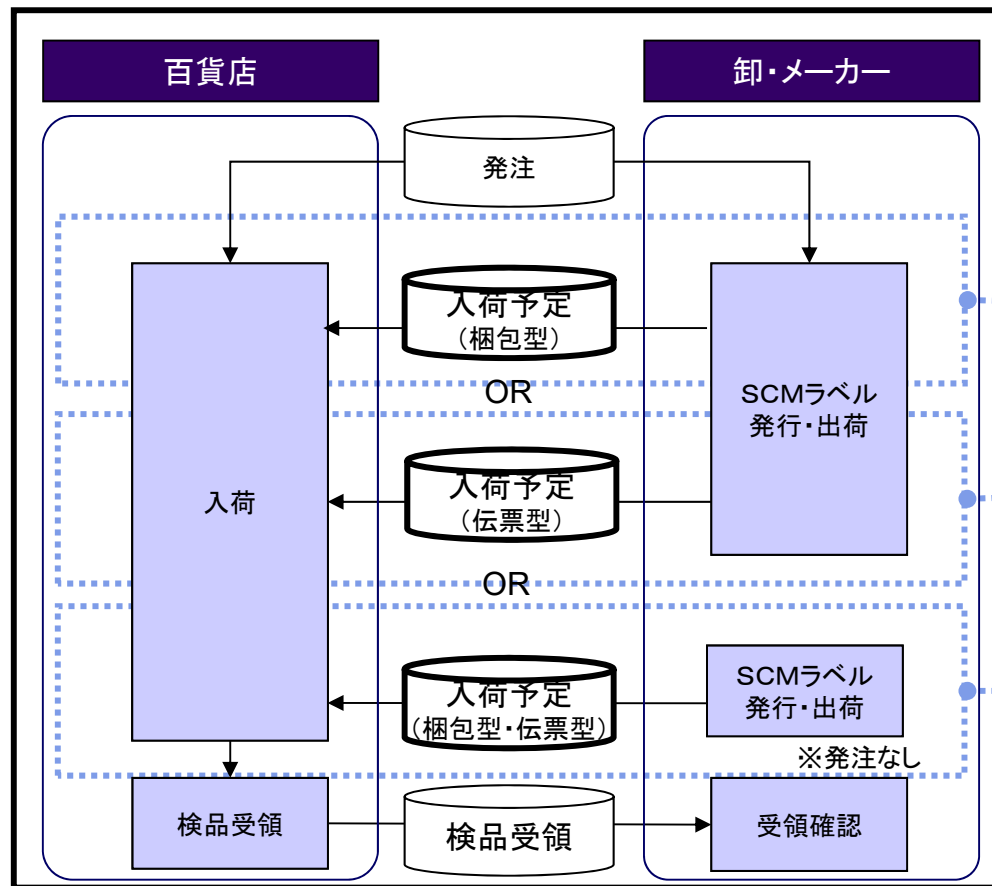 百貨店
卸・メーカー
発注
入荷予定
(梱包型)
OR
SCMラベル
発行・出荷
入荷
入荷予定
(伝票型)
OR
入荷予定
(梱包型・伝票型)
SCMラベル
発行・出荷
※発注なし
検品受領
検品受領
受領確認